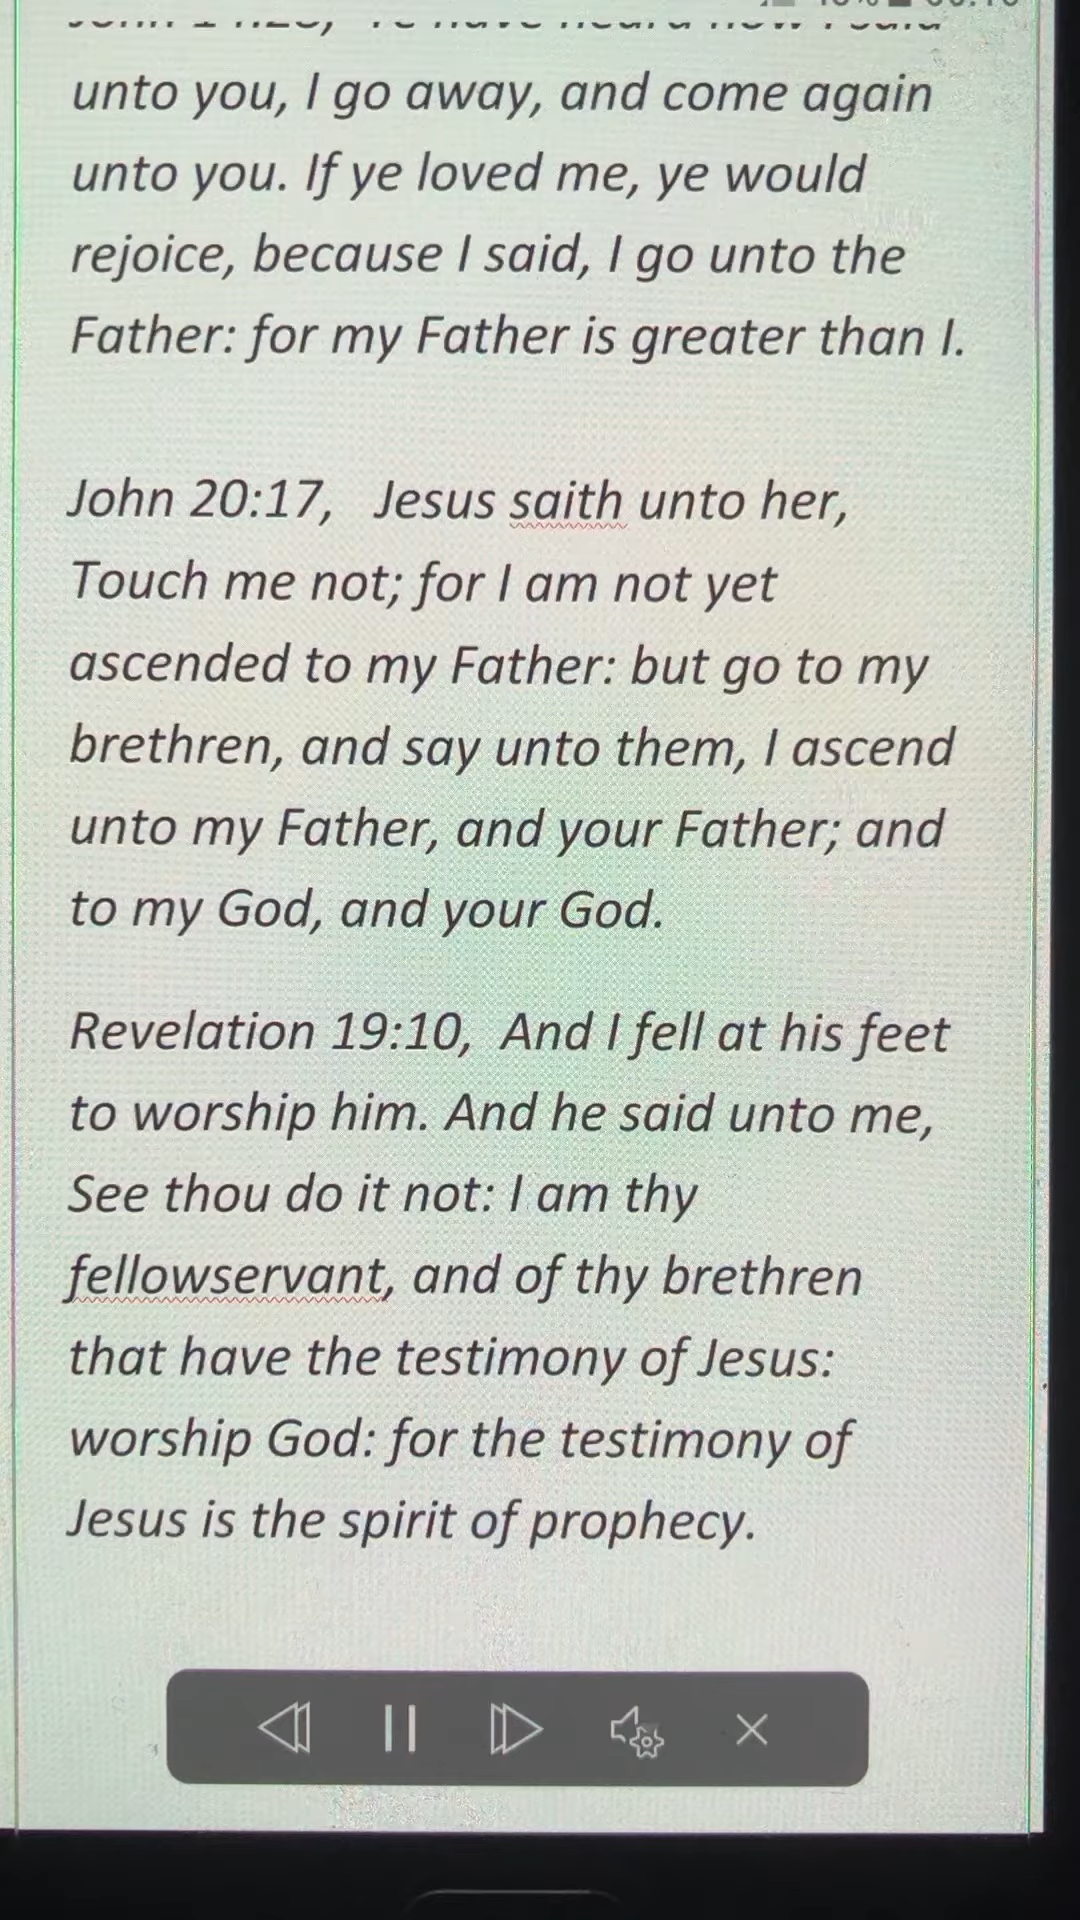 unto you, I go away, and come again
unto you. If ye loved me, ye would
rejoice, because I said, I go unto the
Father: for my Father is greater than I.
John 20:17, Jesus saith unto her,
Touch me not; for I am not yet
ascended to my Father: but go to my
brethren, and say unto them, I ascend
unto my Father, and your Father; and
to my God, and your God.
Revelation 19:10, And I fell at his feet
to worship him. And he said unto me,
See thou do it not: I am thy
fellowservant, and of thy brethren
that have the testimony of Jesus:
worship God: for the testimony of
Jesus is the spirit of prophecy.